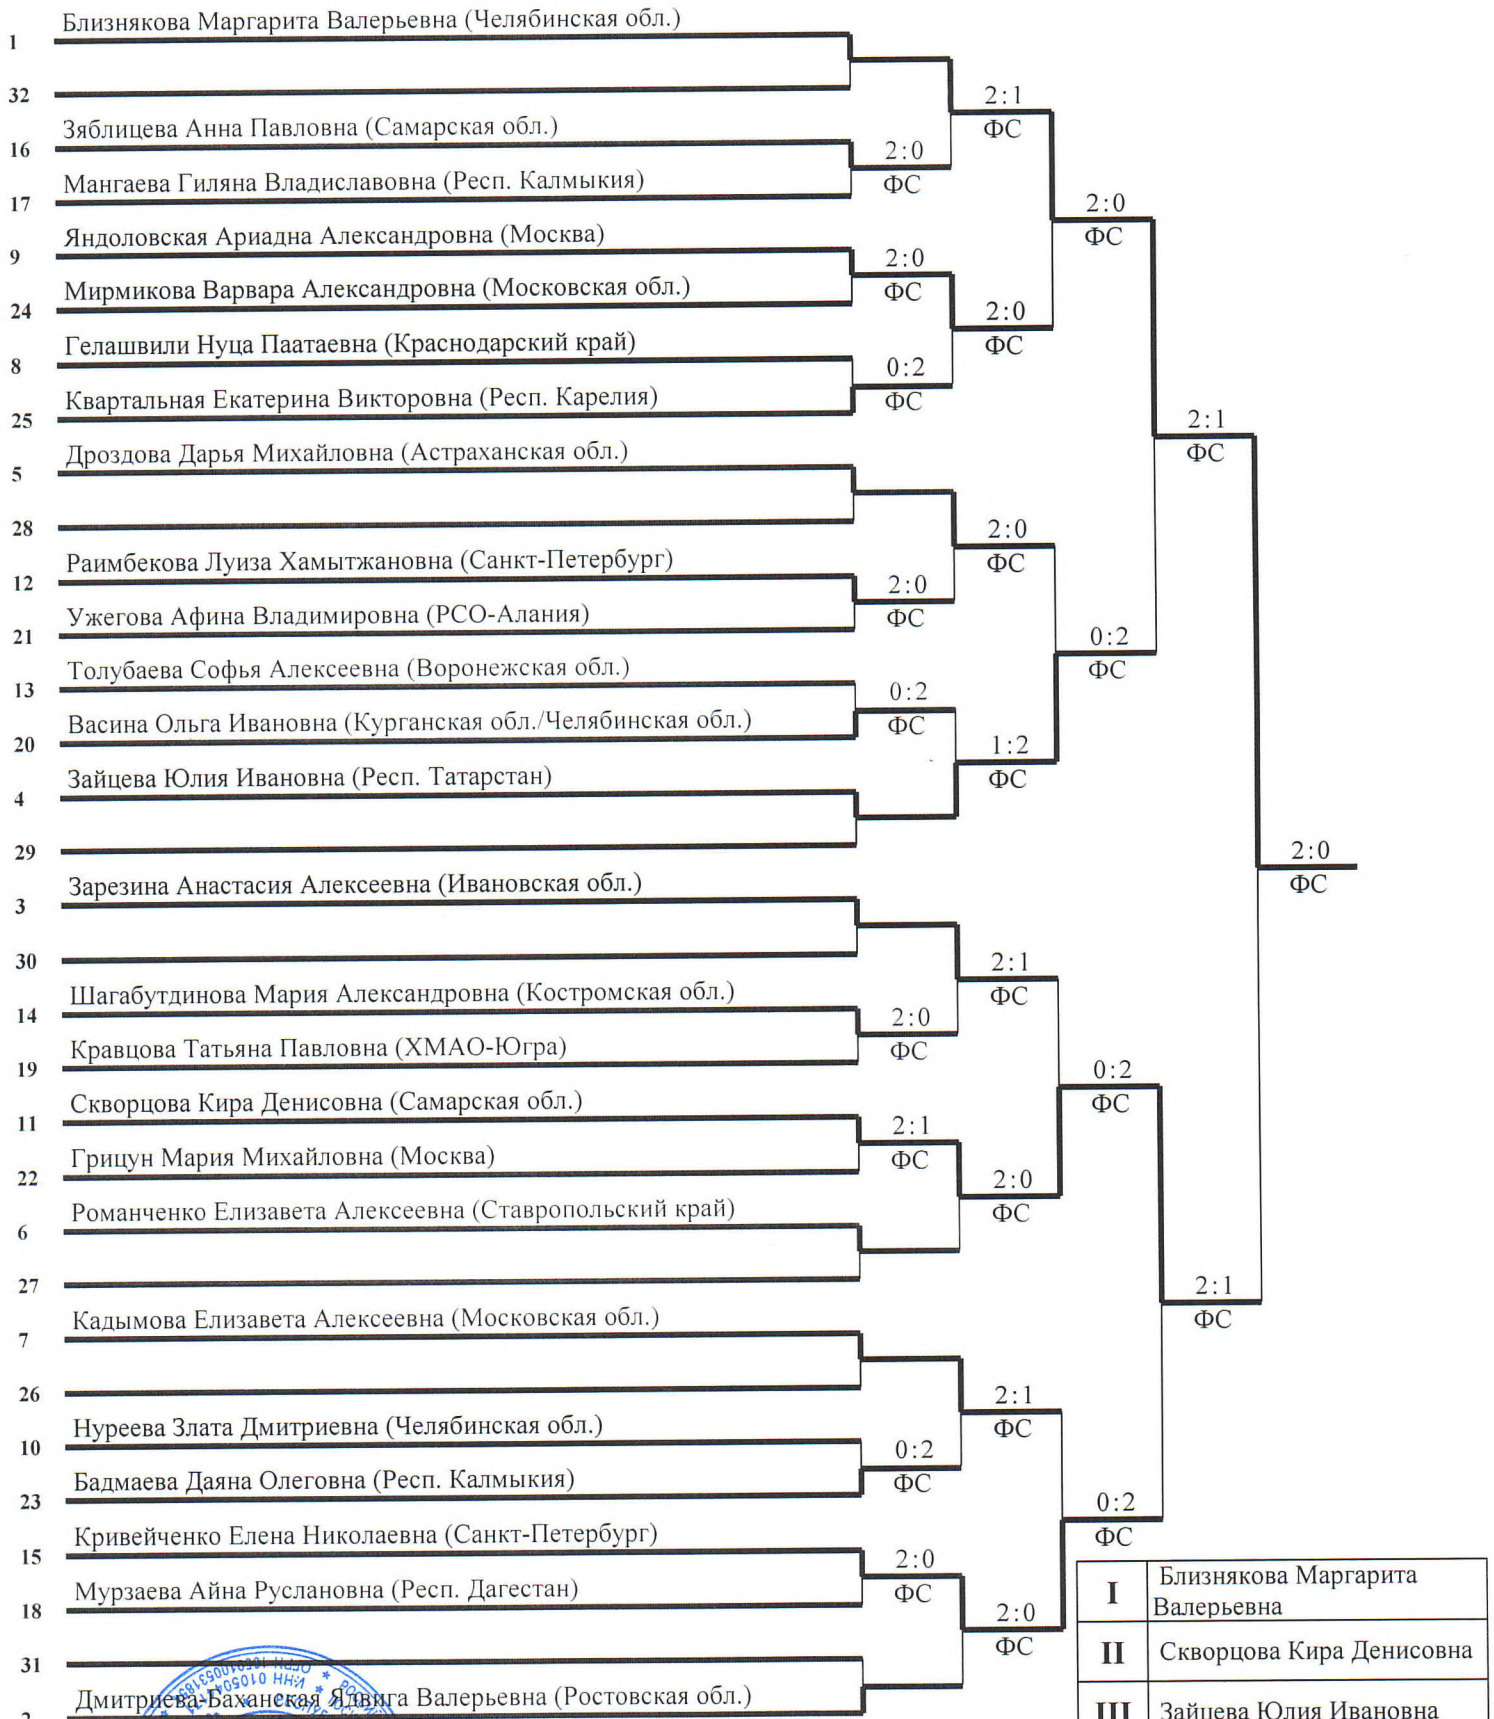 Близнякова Маргарита Валерьевна (Челябинская обл.)
1
32
2:1
ФС
Зяблицева Анна Павловна (Самарская обл.)
16
2:0
ФС
Мангаева Гиляна Владиславовна (Респ. Калмыкия)
17
2:0
ФС
Яндоловская Ариадна Александровна (Москва)
9
2:0
ФС
Мирмикова Варвара Александровна (Московская обл.)
24
2:0
ФС
Гелашвили Нуца Паатаевна (Краснодарский край)
8
0:2
ФС
Квартальная Екатерина Викторовна (Респ. Карелия)
25
2:1
ФС
Дроздова Дарья Михайловна (Астраханская обл.)
5
28
2:0
ФС
Раимбекова Луиза Хамытжановна (Санкт-Петербург)
12
2:0
ФС
Ужегова Афина Владимировна (РСО-Алания)
21
0:2
ФС
Толубаева Софья Алексеевна (Воронежская обл.)
13
0:2
ФС
Васина Ольга Ивановна (Курганская обл./Челябинская обл.)
20
1:2
ФС
Зайцева Юлия Ивановна (Респ. Татарстан)
4
29
2:0
ФС
Зарезина Анастасия Алексеевна (Ивановская обл.)
3
30
2:1
ФС
Шагабутдинова Мария Александровна (Костромская обл.)
14
2:0
ФС
Кравцова Татьяна Павловна (ХМАО-Югра)
19
0:2
ФС
Скворцова Кира Денисовна (Самарская обл.)
11
2:1
ФС
Грицун Мария Михайловна (Москва)
22
2:0
ФС
Романченко Елизавета Алексеевна (Ставропольский край)
6
27
2:1
ФС
Кадымова Елизавета Алексеевна (Московская обл.)
7
26
2:1
ФС
Нуреева Злата Дмитриевна (Челябинская обл.)
10
0:2
ФС
Бадмаева Даяна Олеговна (Респ. Калмыкия)
23
0:2
ФС
Кривейченко Елена Николаевна (Санкт-Петербург)
15
2:0
ФС
Мурзаева Айна Руслановна (Респ. Дагестан)
18
2:0
ФС
31
Дмитриева-Баханская Ядвига Валерьевна (Ростовская обл.)
2
I
Близнякова Маргарита
Валерьевна
II
Скворцова Кира Денисовна
III
Зайцева Юлия Ивановна